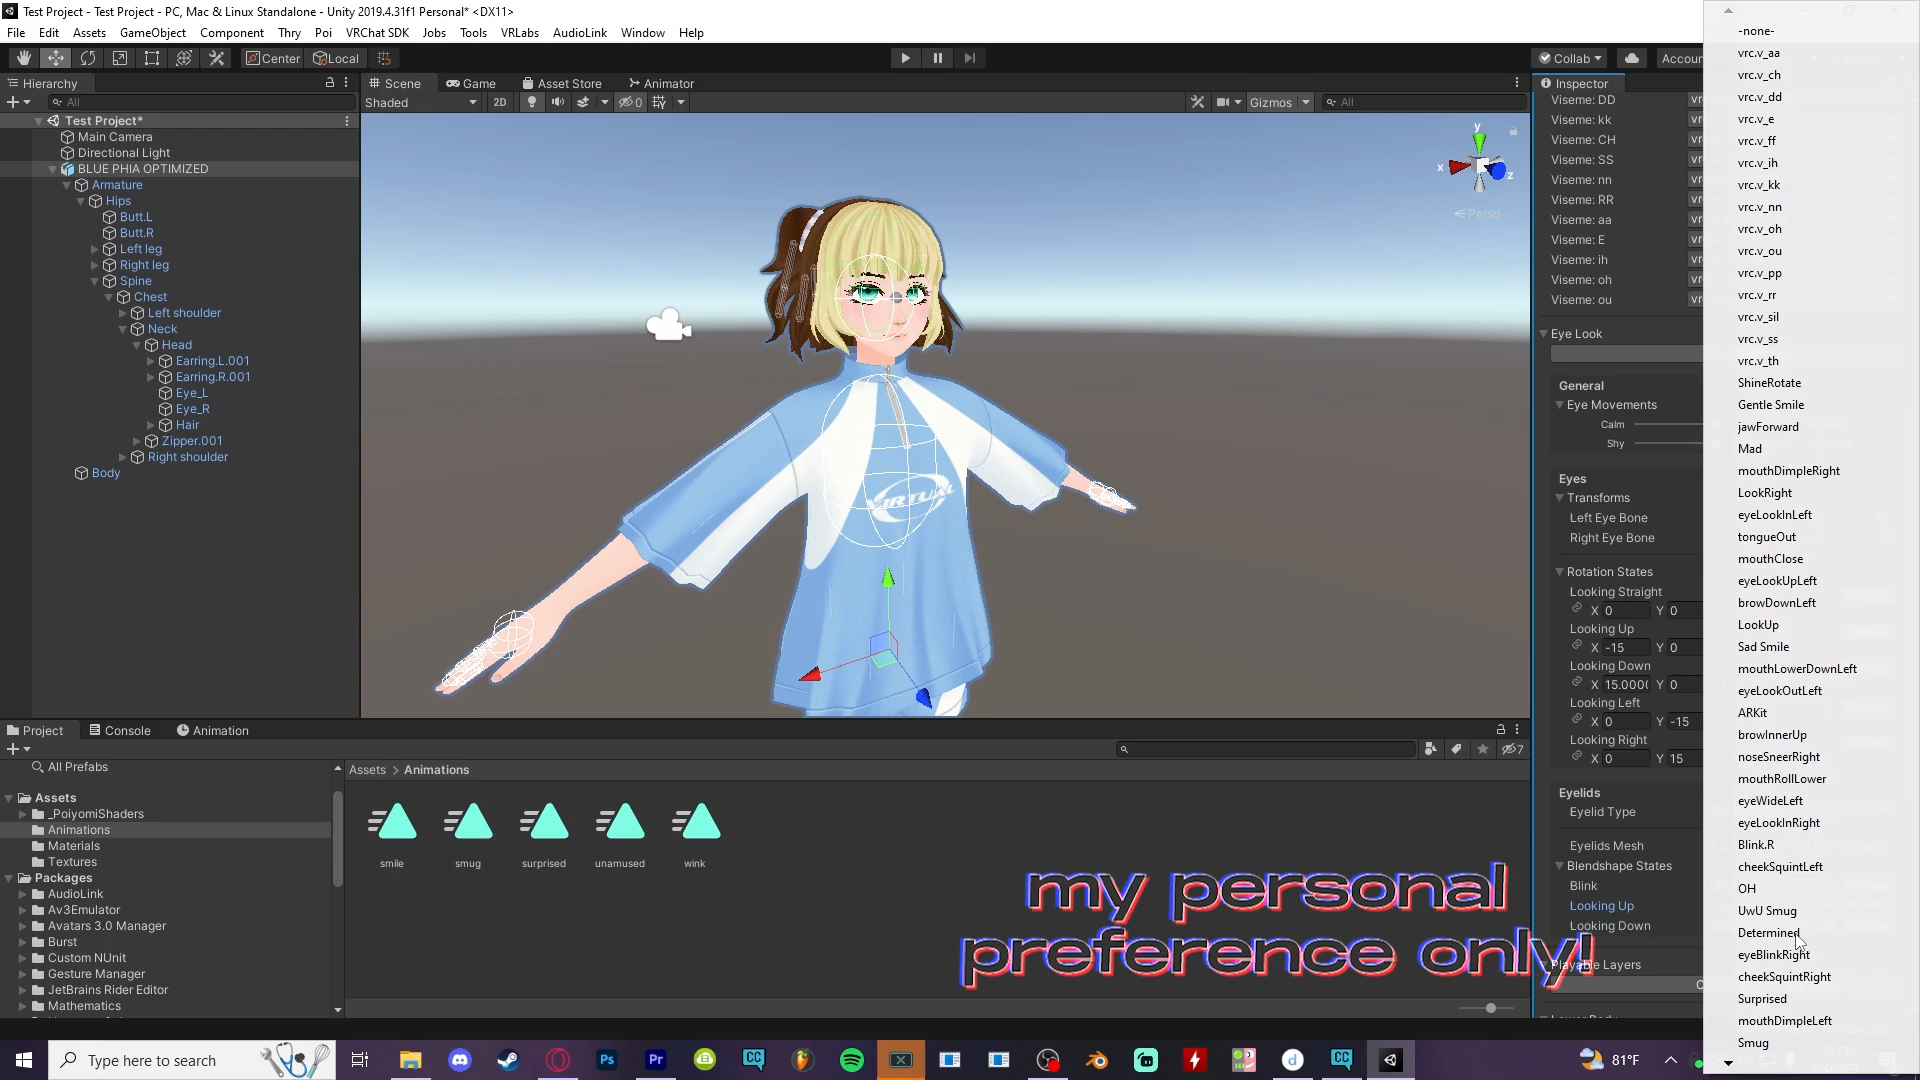 Test Project - Test Project - PC, Mac & Linux Standalone - Unity 2019.4.31f1 Personal* <DX11>
File Edit Assets GameObject Component Thry Poi VRChat SDK Jobs Tools VRLabs AudioLink Window Help
Center Local
Collab
Hierarchy
All
Test Project*
Main Camera
Directional Light
BLUE PHIA OPTIMIZED
Armature
Hips
Butt.L
Butt.R
Left leg
Right leg
Spine
Chest
Left shoulder
Neck
Head
Earring.L.001
Earring.R.001
Eye_L
Eye_R
Hair
Zipper.001
Right shoulder
Body
Scene Game Asset Store Animator
Shaded 2D 0 Gizmos All
y
x
z
Persp
VIRTUAL
Inspector
Viseme: DD
Viseme: kk
Viseme: CH
Viseme: SS
Viseme: nn
Viseme: RR
Viseme: aa
Viseme: E
Viseme: ih
Viseme: oh
Viseme: ou
Eye Look
General
Eye Movements
Calm
Shy
Eyes
Transforms
Left Eye Bone
Right Eye Bone
Rotation States
Looking Straight
X 0 Y 0
Looking Up
X -15 Y 0
Looking Down
X 15.000 Y 0
Looking Left
X 0 Y -15
Looking Right
X 0 Y 15
Eyelids
Eyelid Type
Eyelids Mesh
Blendshape States
Blink
Looking Up
Looking Down
Playable Layers
-none-
vrc.v_aa
vrc.v_ch
vrc.v_dd
vrc.v_e
vrc.v_ff
vrc.v_ih
vrc.v_kk
vrc.v_nn
vrc.v_oh
vrc.v_ou
vrc.v_pp
vrc.v_rr
vrc.v_sil
vrc.v_ss
vrc.v_th
ShineRotate
Gentle Smile
jawForward
Mad
mouthDimpleRight
LookRight
eyeLookInLeft
tongueOut
mouthClose
eyeLookUpLeft
browDownLeft
LookUp
Sad Smile
mouthLowerDownLeft
eyeLookOutLeft
ARKit
browInnerUp
noseSneerRight
mouthRollLower
eyeWideLeft
eyeLookInRight
Blink.R
cheekSquintLeft
OH
UwU Smug
Determined
eyeBlinkRight
cheekSquintRight
Surprised
mouthDimpleLeft
Smug
Project Console Animation
7
All Prefabs
Assets
_PoiyomiShaders
Animations
Materials
Textures
Packages
AudioLink
Av3Emulator
Avatars 3.0 Manager
Burst
Custom NUnit
Gesture Manager
JetBrains Rider Editor
Mathematics
Assets > Animations
smile smug surprised unamused wink
my personal
preference only!
Type here to search
81°F